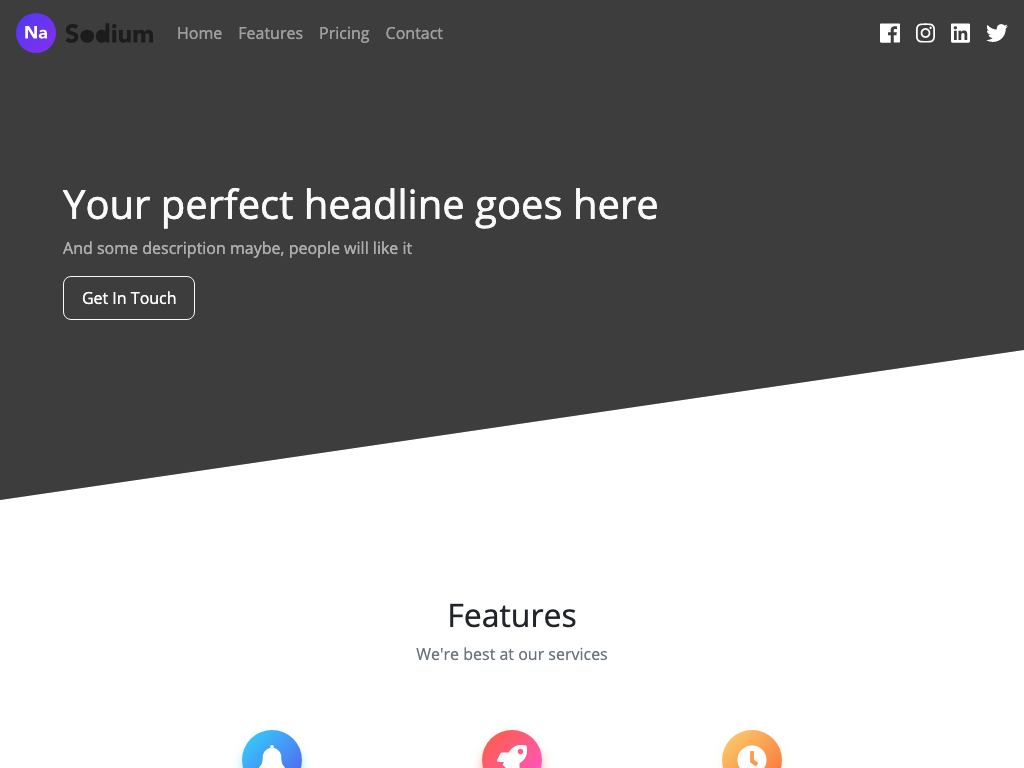 Na Sodium Home Features Pricing Contact
Your perfect headline goes here
And some description maybe, people will like it
Get In Touch
Features
We're best at our services